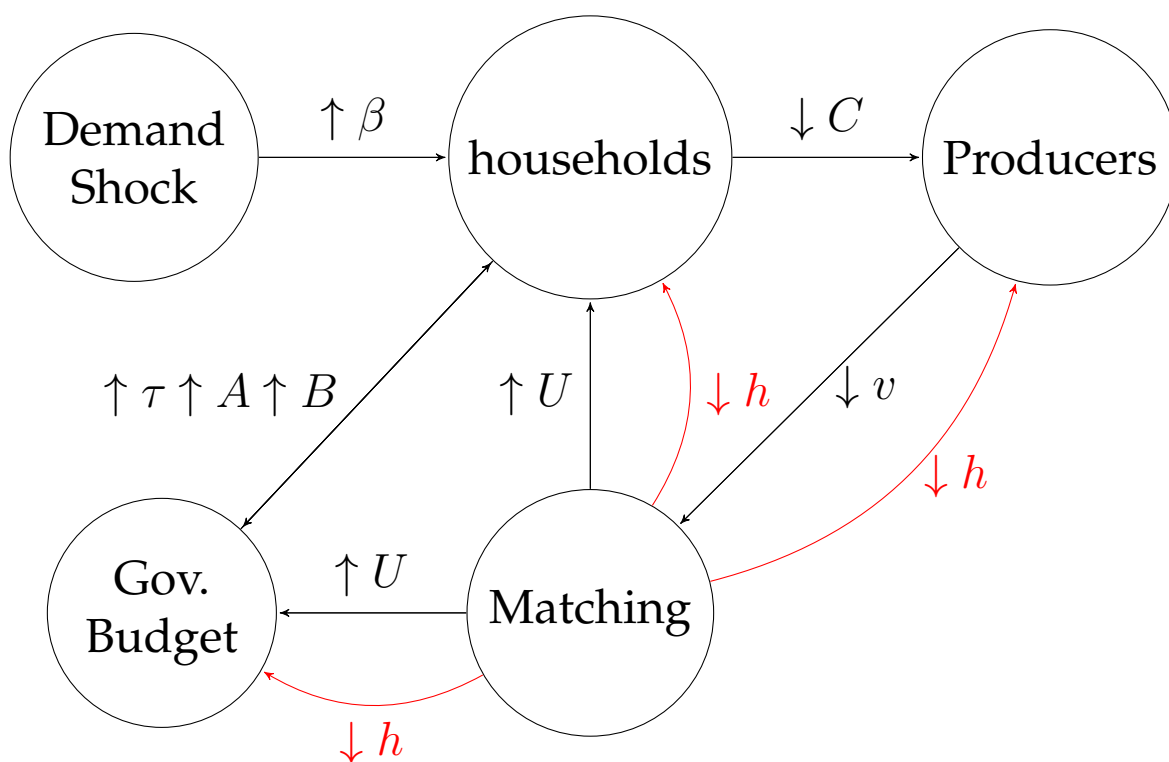 Demand
Shock
↑ β
households
↓ C
Producers
↑ τ ↑ A ↑ B
↑ U
↓ h
↓ v
↓ h
Gov.
Budget
↑ U
Matching
↓ h